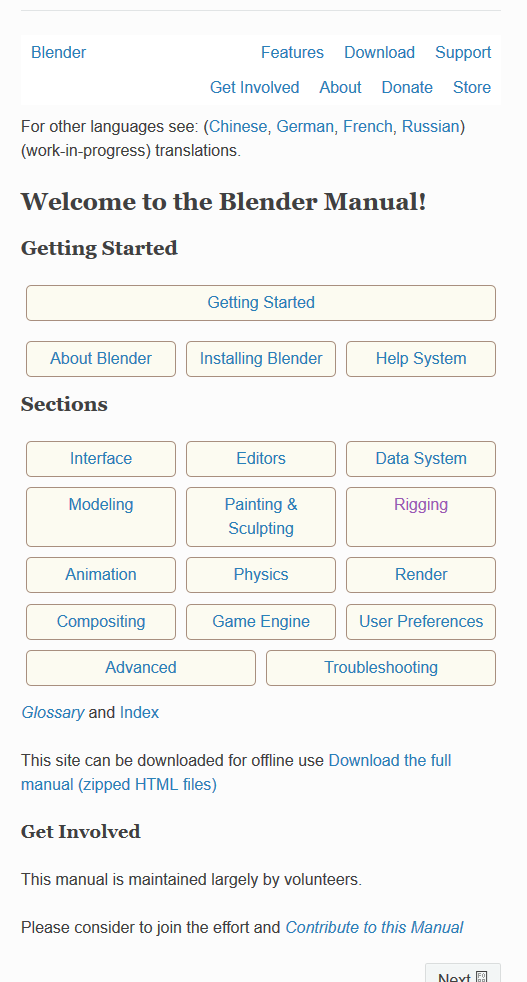 Blender Features Download Support
Get Involved About Donate Store
For other languages see: (Chinese, German, French, Russian)
(work-in-progress) translations.
Welcome to the Blender Manual!
Getting Started
Getting Started
About Blender Installing Blender Help System
Sections
Interface Editors Data System
Modeling Painting & Rigging
Sculpting
Animation Physics Render
Compositing Game Engine User Preferences
Advanced Troubleshooting
Glossary and Index
This site can be downloaded for offline use Download the full
manual (zipped HTML files)
Get Involved
This manual is maintained largely by volunteers.
Please consider to join the effort and Contribute to this Manual
Next